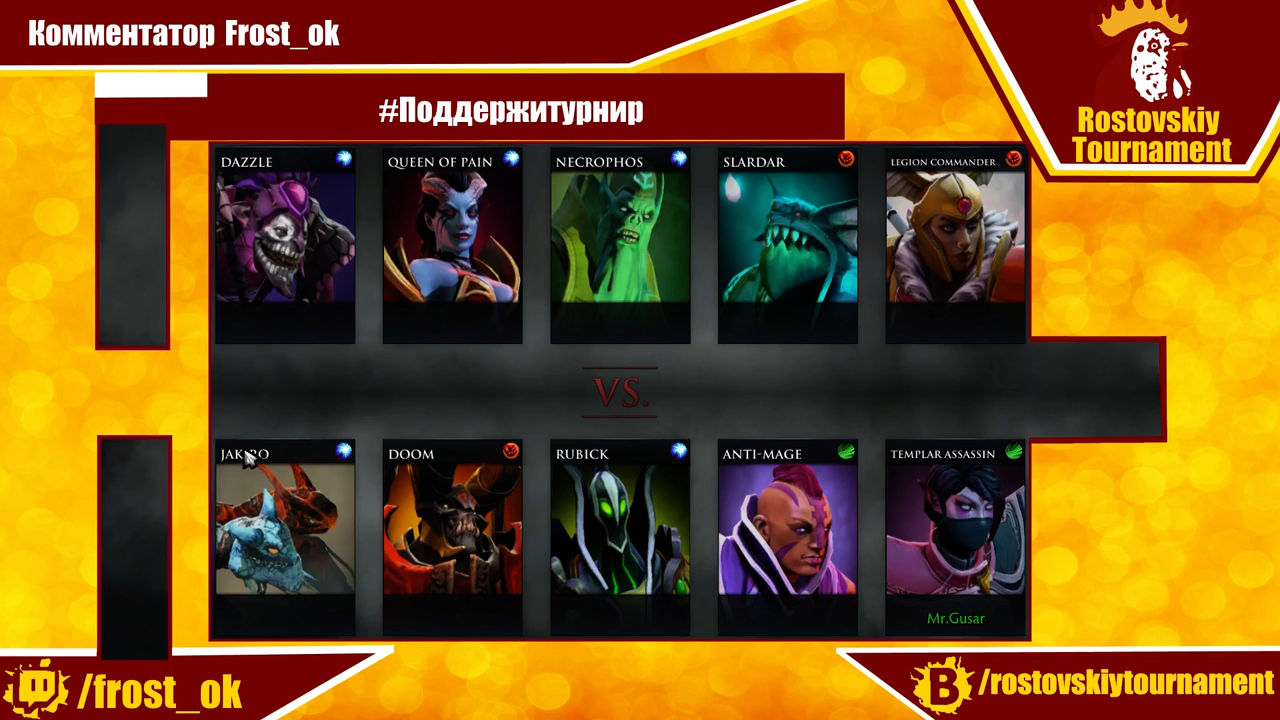 Комментатор Frost_ok
#Поддержитурнир
Rostovskiy
Tournament
DAZZLE
QUEEN OF PAIN
NECROPHOS
SLARDAR
LEGION COMMANDER
VS.
JAKIRO
DOOM
RUBICK
ANTI-MAGE
TEMPLAR ASSASSIN
Mr.Gusar
/frost_ok
/rostovskiytournament